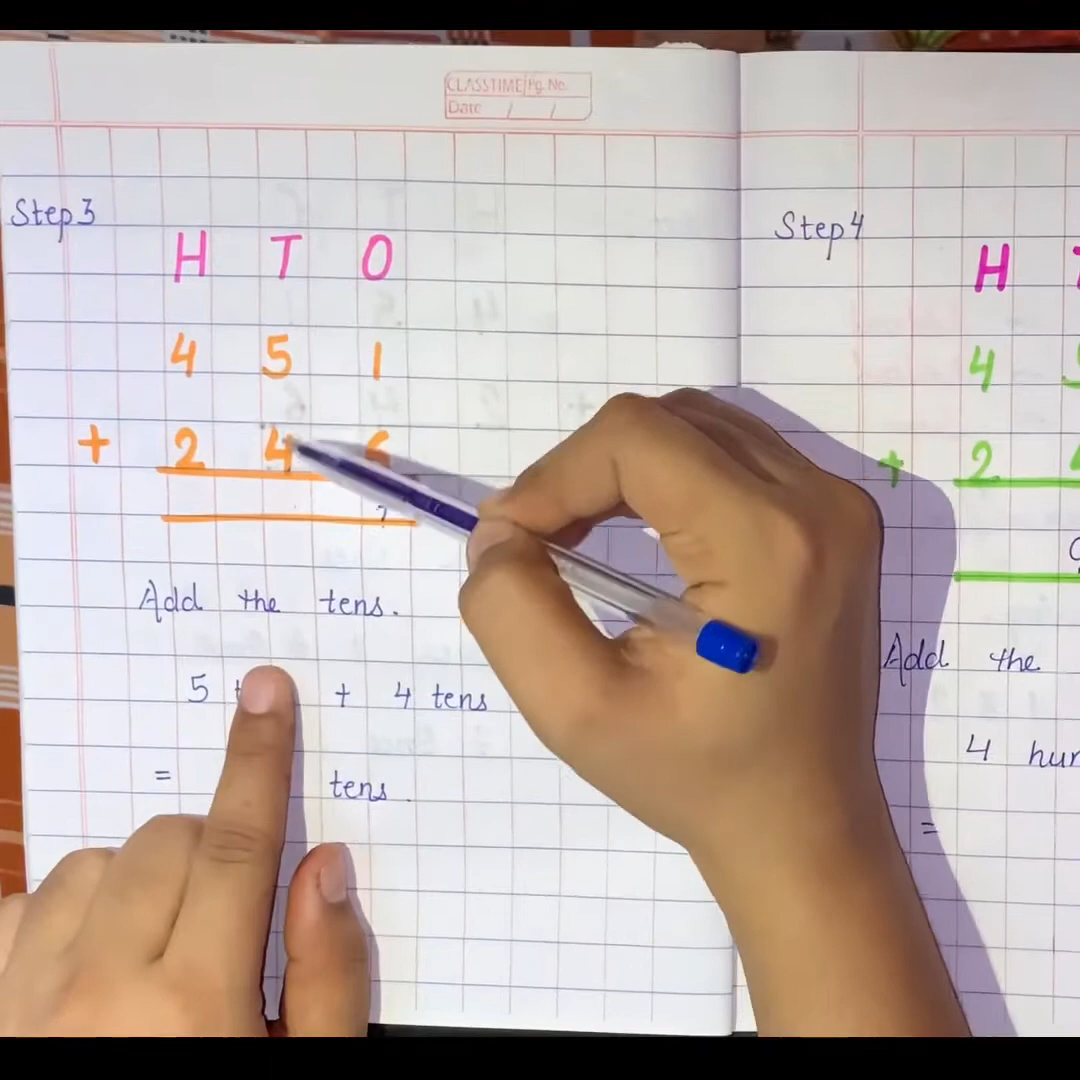 CLASSTIME Pg. No.
Date / /
Step 3
H T O
4 5 1
+ 2 4
7
Add the tens.
5 + 4 tens
= tens.
Step 4
H
4
+ 2
Add the
4
=